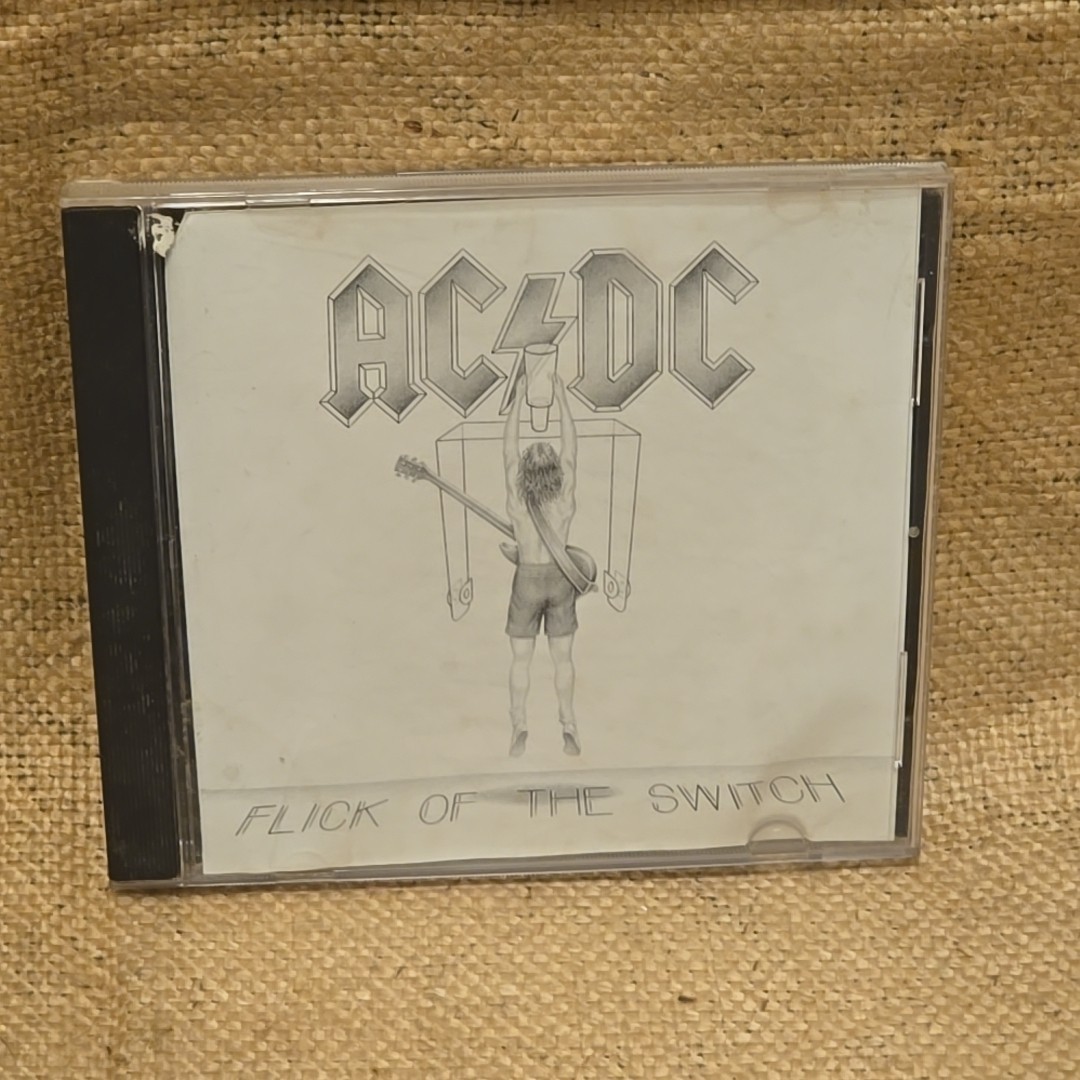 AC⚡DC
FLICK OF THE SWITCH